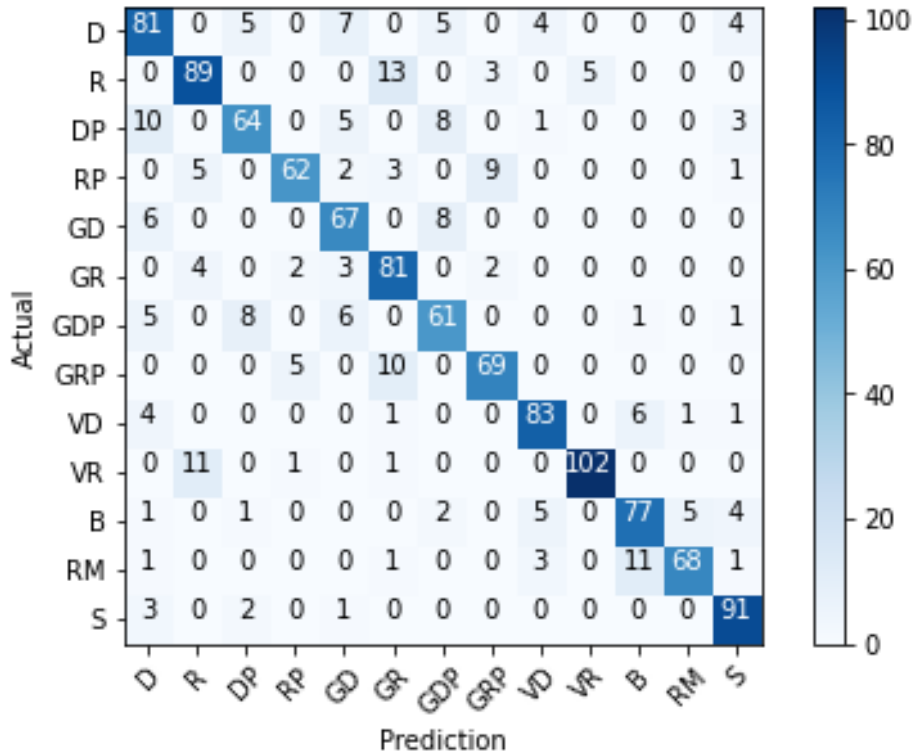 D 81 0 5 0 7 0 5 0 4 0 0 0 4
R 0 89 0 0 0 13 0 3 0 5 0 0 0
DP 10 0 64 0 5 0 8 0 1 0 0 0 3
RP 0 5 0 62 2 3 0 9 0 0 0 0 1
GD 6 0 0 0 67 0 8 0 0 0 0 0 0
GR 0 4 0 2 3 81 0 2 0 0 0 0 0
GDP 5 0 8 0 6 0 61 0 0 0 1 0 1
GRP 0 0 0 5 0 10 0 69 0 0 0 0 0
VD 4 0 0 0 0 1 0 0 83 0 6 1 1
VR 0 11 0 1 0 1 0 0 0 102 0 0 0
B 1 0 1 0 0 0 2 0 5 0 77 5 4
RM 1 0 0 0 0 1 0 0 3 0 11 68 1
S 3 0 2 0 1 0 0 0 0 0 0 0 91
D R DP RP GD GR GDP GRP VD VR B RM S
Prediction
Actual
100
80
60
40
20
0